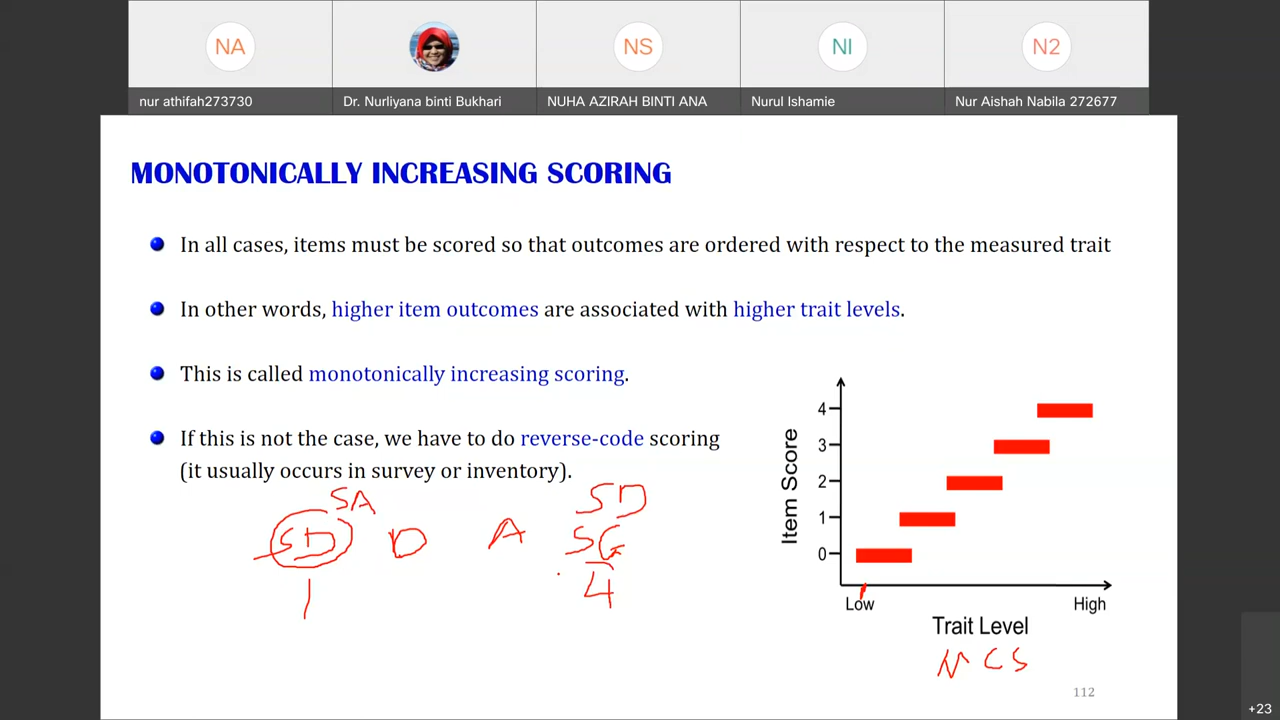 NA
NS
NI
N2
nur athifah273730
Dr. Nurliyana binti Bukhari
NUHA AZIRAH BINTI ANA
Nurul Ishamie
Nur Aishah Nabila 272677
MONOTONICALLY INCREASING SCORING
In all cases, items must be scored so that outcomes are ordered with respect to the measured trait
In other words, higher item outcomes are associated with higher trait levels.
This is called monotonically increasing scoring.
If this is not the case, we have to do reverse-code scoring
(it usually occurs in survey or inventory).
SA
SD
SD D A
1
4
4
3
2
1
0
Item Score
Low
High
Trait Level
N C S
112
+23